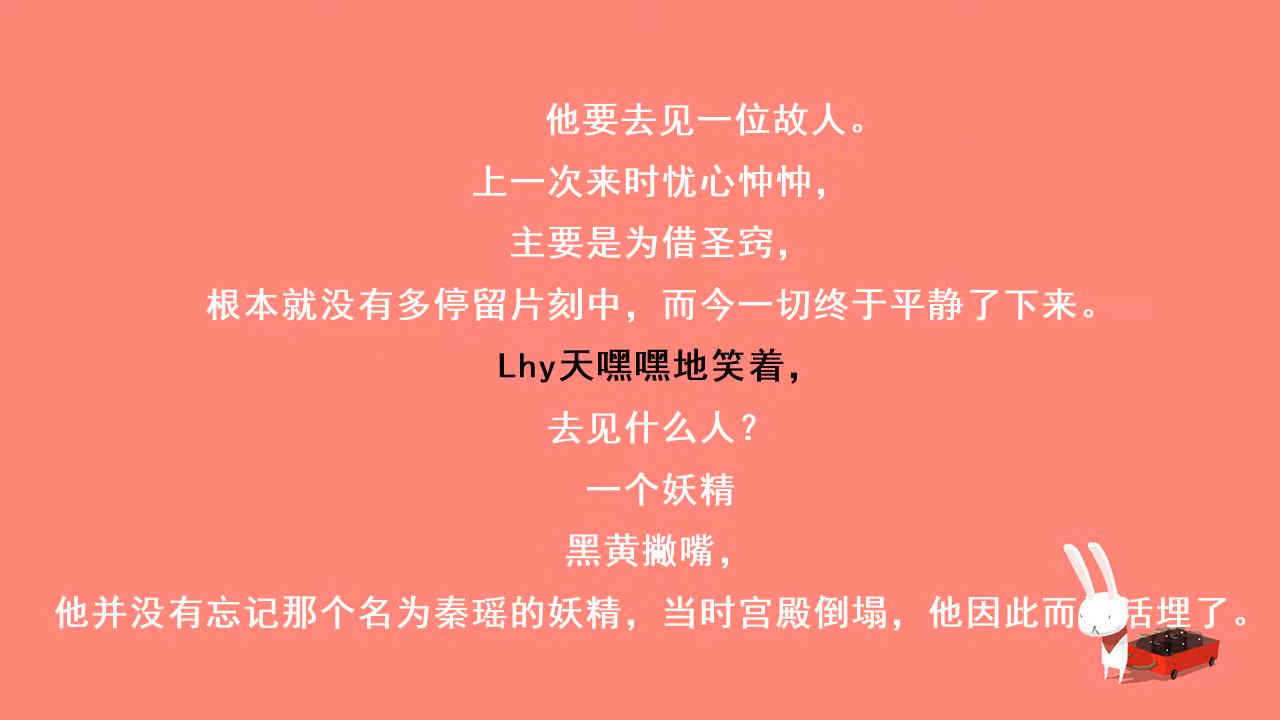 他要去见一位故人。
上一次来时忧心忡忡，
主要是为借圣窍，
根本就没有多停留片刻中，而今一切终于平静了下来。
Lhy天嘿嘿地笑着，
去见什么人？
一个妖精
黑黄撇嘴，
他并没有忘记那个名为秦瑶的妖精，当时宫殿倒塌，他因此而活埋了。